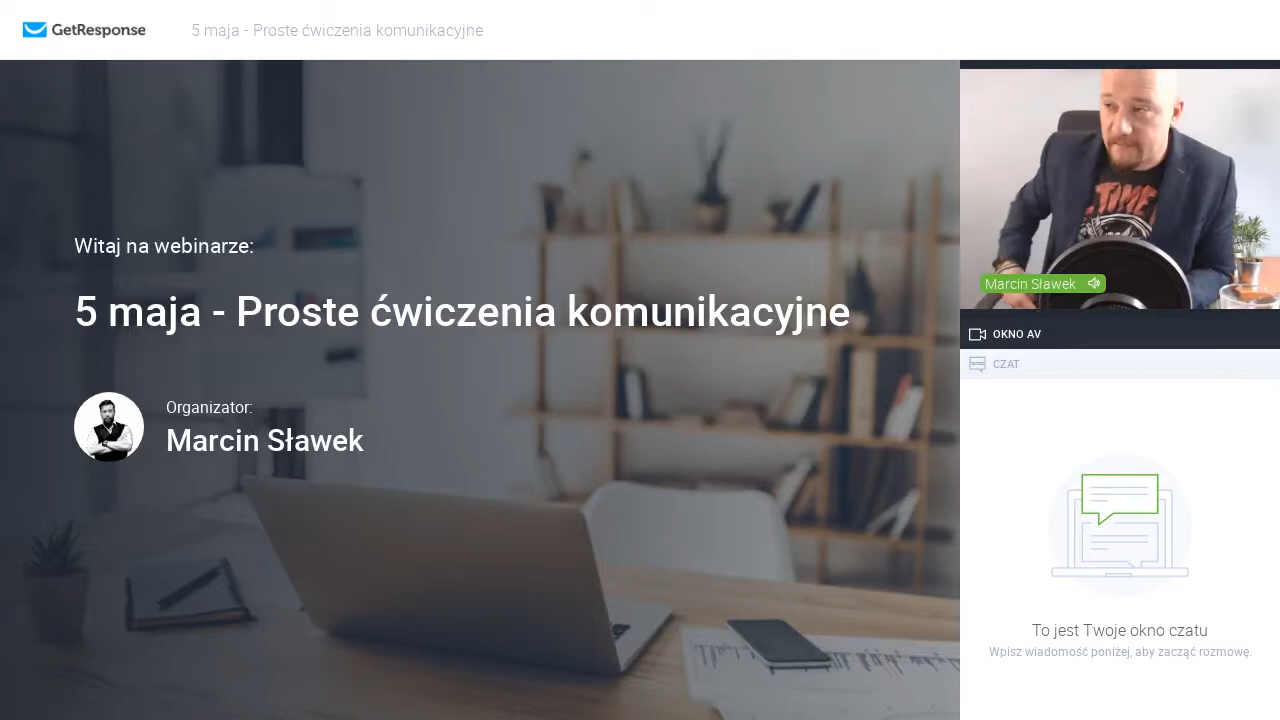 GetResponse
5 maja - Proste ćwiczenia komunikacyjne
Witaj na webinarze:
5 maja - Proste ćwiczenia komunikacyjne
Organizator:
Marcin Sławek
Marcin Sławek
OKNO AV
CZAT
To jest Twoje okno czatu
Wpisz wiadomość poniżej, aby zacząć rozmowę.